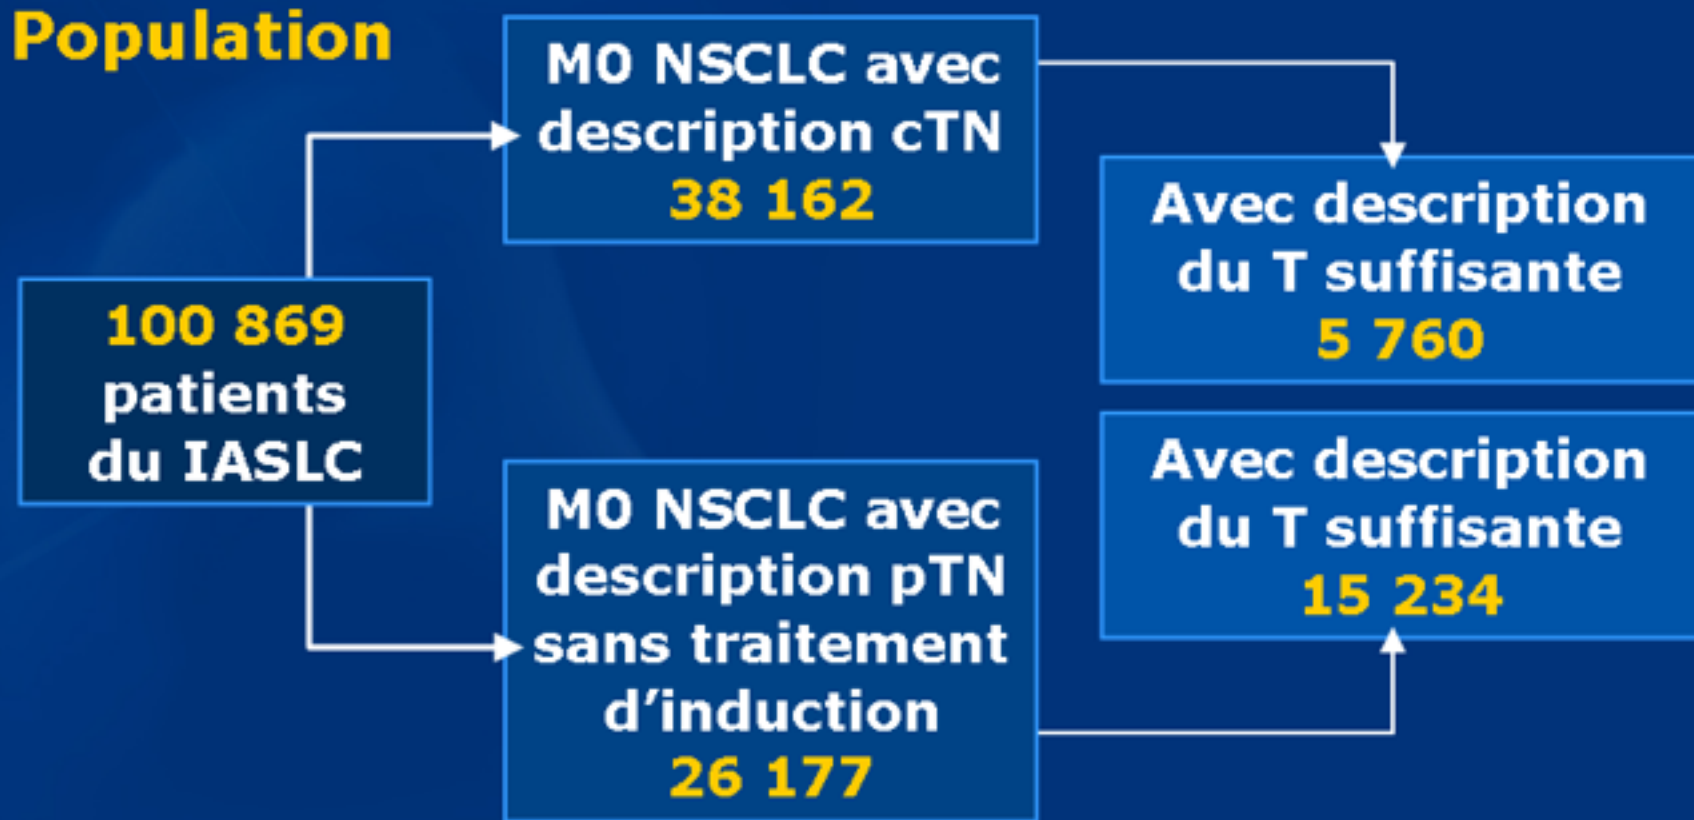 Population
100 869
patients
du IASLC
M0 NSCLC avec
description cTN
38 162
Avec description
du T suffisante
5 760
M0 NSCLC avec
description pTN
sans traitement
d’induction
26 177
Avec description
du T suffisante
15 234